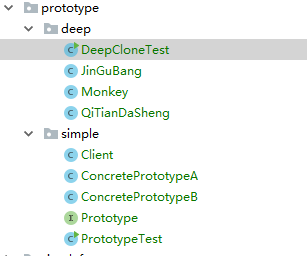 prototype
deep
DeepCloneTest
JinGuBang
Monkey
QiTianDaSheng
simple
Client
ConcretePrototypeA
ConcretePrototypeB
Prototype
PrototypeTest